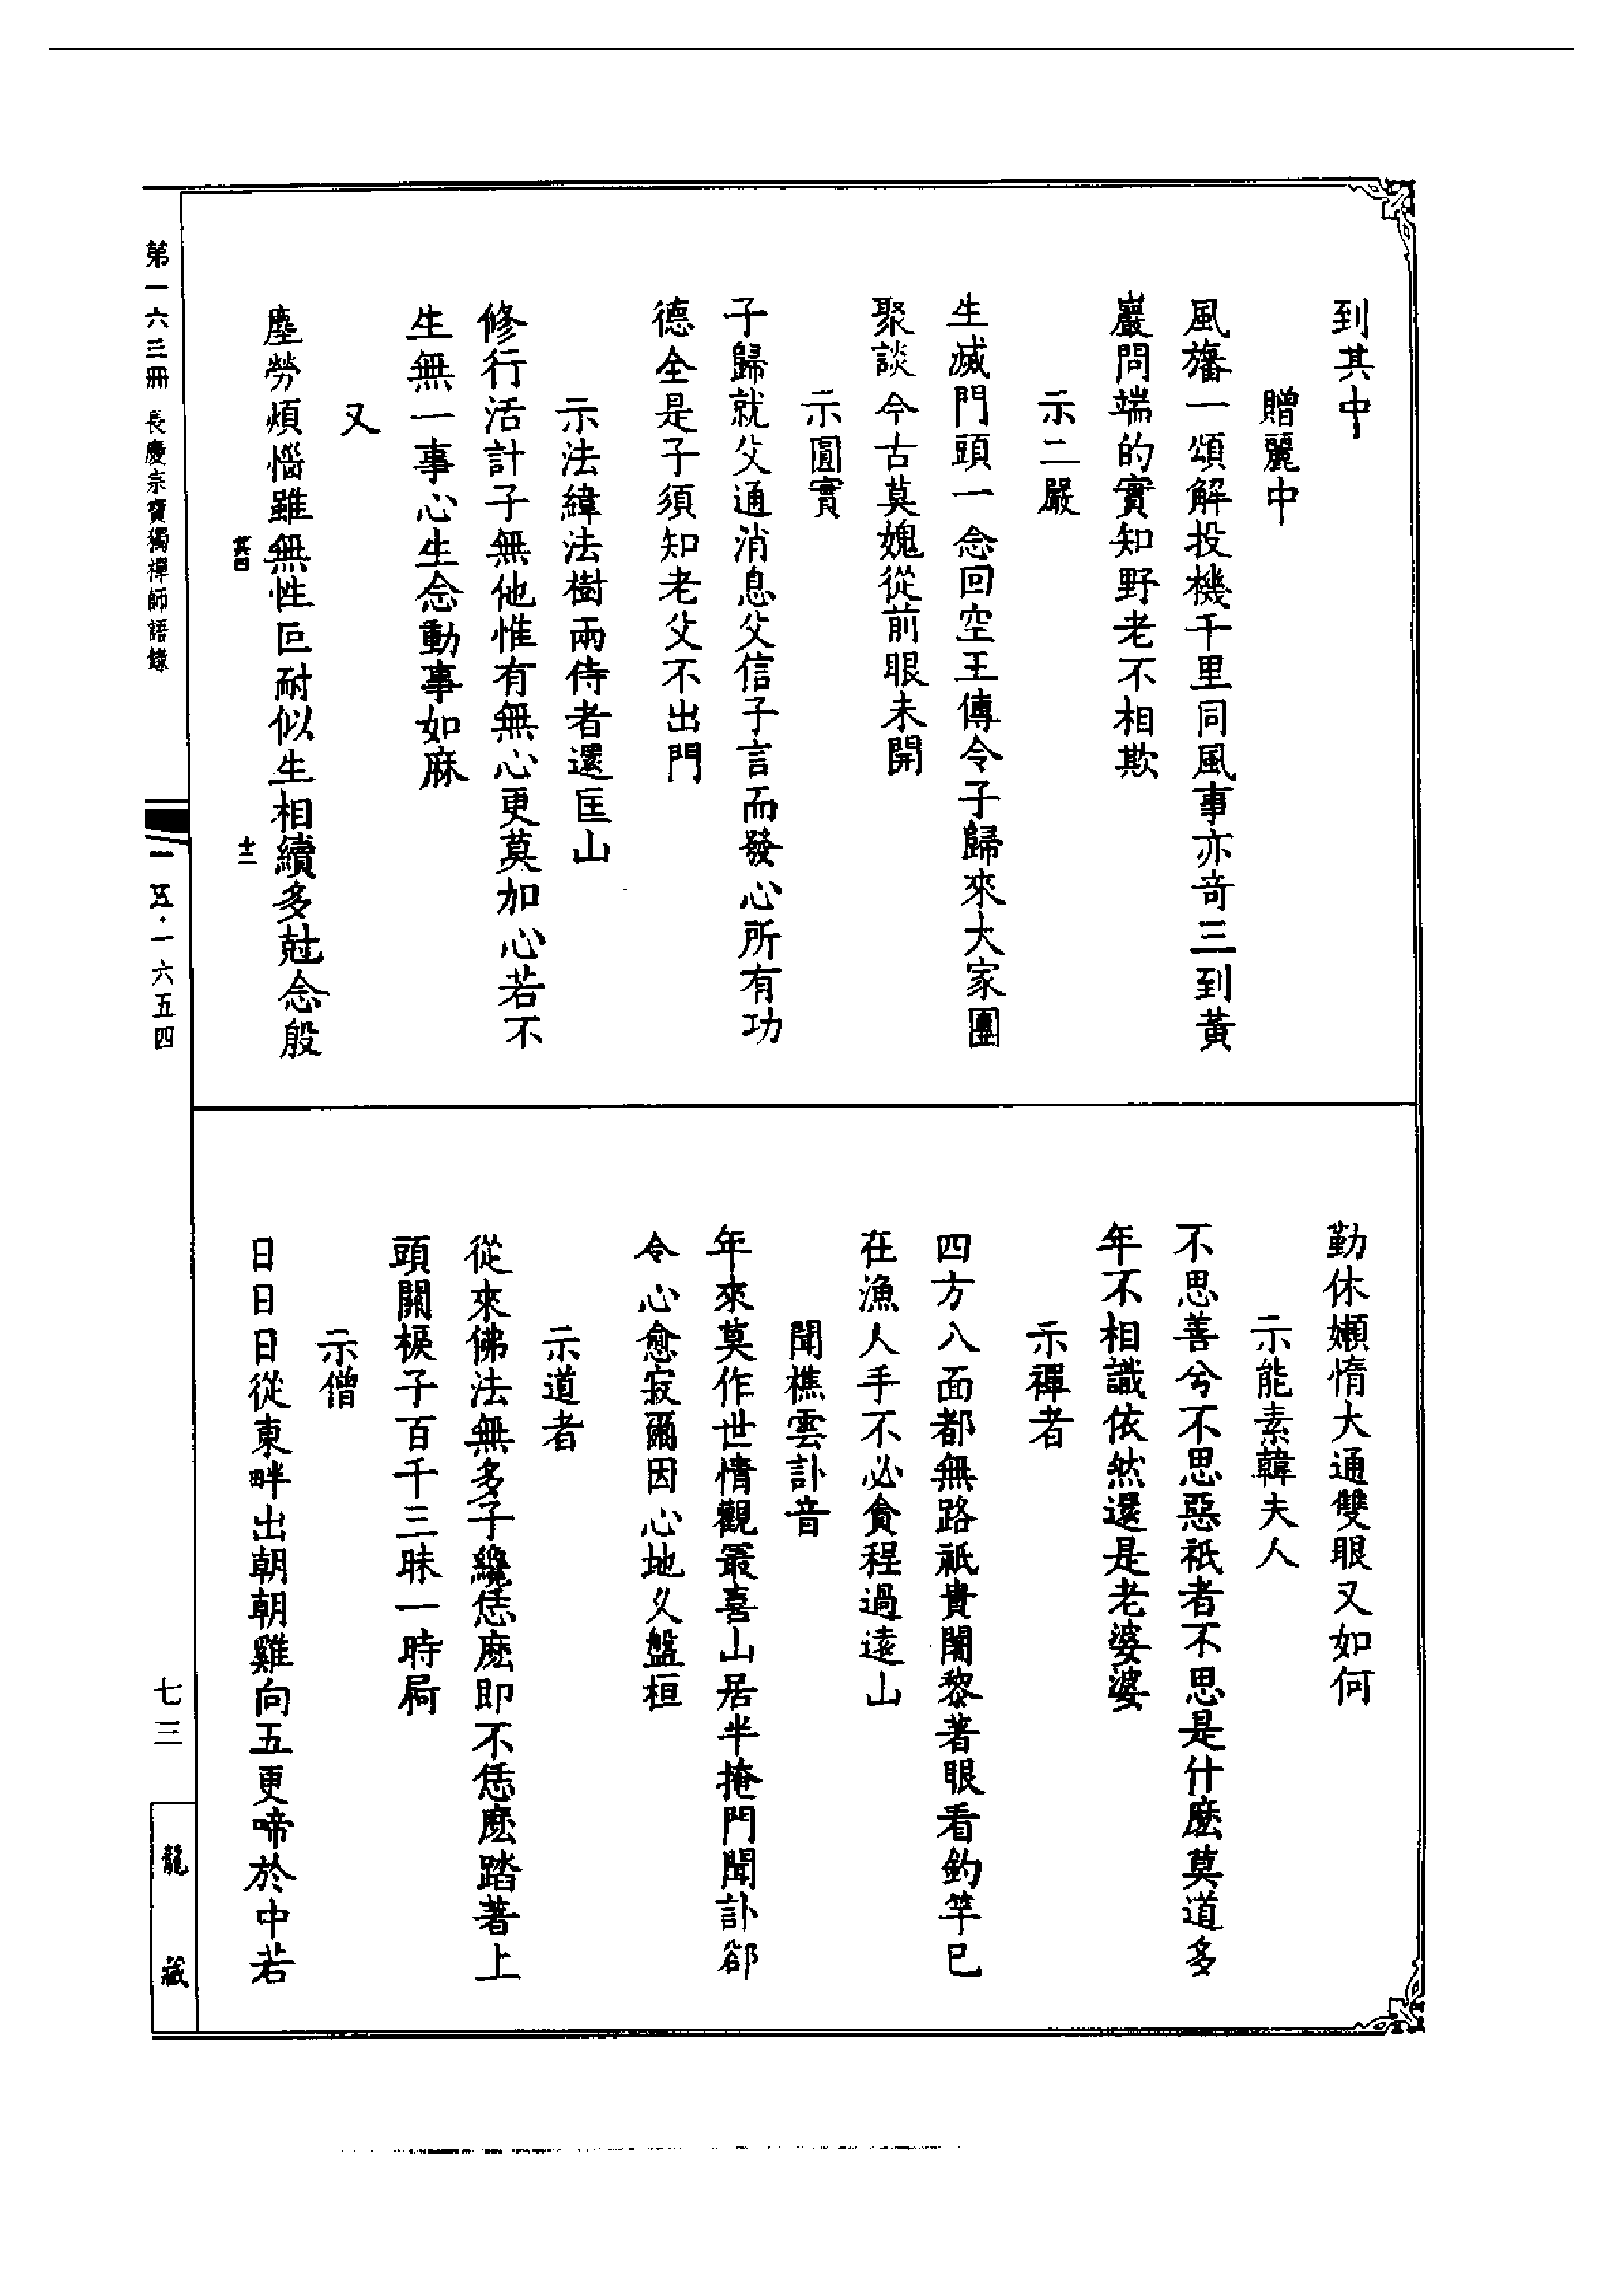 到其中
贈麗中
風旛一頌解投機千里同風事亦奇三到黃
巖問端的實知野老不相欺
示二嚴
生滅門頭一念回空王傳令子歸來大家團
聚談今古莫媿從前眼未開
示圓實
子歸就父通消息父信子言而發心所有功
德全是子須知老父不出門
示法緯法樹兩侍者還匡山
修行活計子無他惟有無心更莫加心若不
生無一事心生念動事如麻
又
塵勞煩惱雖無性叵耐似生相續多尅念殷
十二
勤休嬾惰大通雙眼又如何
示能素韓夫人
不思善兮不思惡祇者不思是什麽莫道多
年不相識依然還是老婆婆
示禪者
四方八面都無路祇貴闍黎著眼看釣竿已
在漁人手不必貪程過遠山
聞樵雲訃音
年來莫作世情觀最喜山居半掩門聞訃郤
令心愈寂爾因心地久盤桓
示道者
從來佛法無多子纔恁麽即不恁麽踏著上
頭關棙子百千三昧一時扃
示僧
日日日從東畔出朝朝雞向五更啼於中若
第一六三冊 長慶宗寶獨禪師語錄
一五·一六五四
七三
龍藏